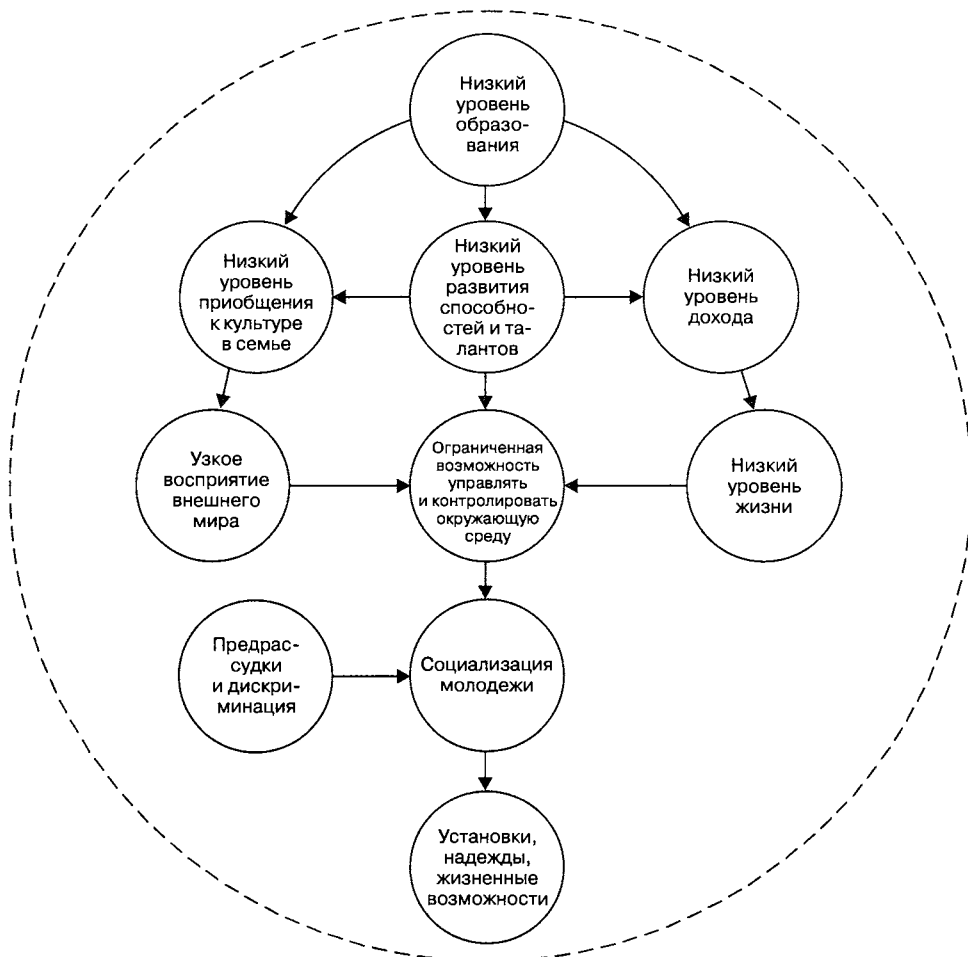 Низкий
уровень
образо-
вания
Низкий
уровень
приобщения
к культуре
в семье
Низкий
уровень
развития
способно-
стей и та-
лантов
Низкий
уровень
дохода
Узкое
восприятие
внешнего
мира
Ограниченная
возможность
управлять
и контролировать
окружающую
среду
Низкий
уровень
жизни
Предрас-
судки
и дискри-
минация
Социализация
молодежи
Установки,
надежды,
жизненные
возможности